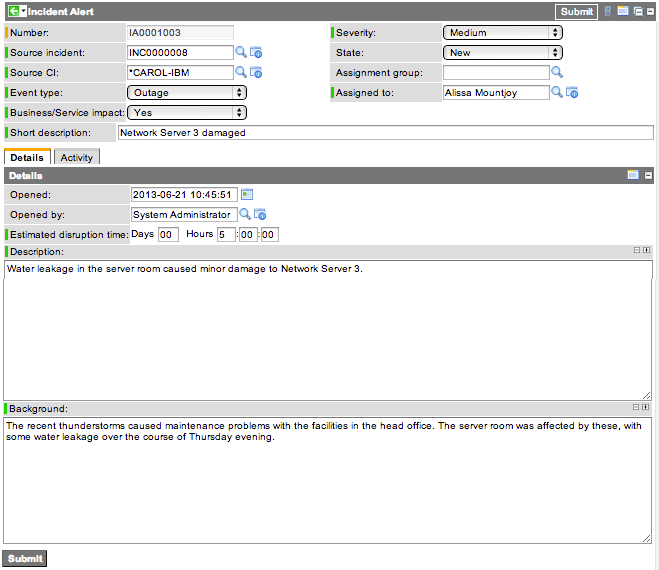 Incident Alert
Submit
Number: IA0001003
Severity: Medium
Source incident: INC0000008
State: New
Source CI: *CAROL-IBM
Assignment group:
Event type: Outage
Assigned to: Alissa Mountjoy
Business/Service impact: Yes
Short description: Network Server 3 damaged
Details Activity
Details
Opened: 2013-06-21 10:45:51
Opened by: System Administrator
Estimated disruption time: Days 00 Hours 5 :00 :00
Description:
Water leakage in the server room caused minor damage to Network Server 3.
Background:
The recent thunderstorms caused maintenance problems with the facilities in the head office. The server room was affected by these, with
some water leakage over the course of Thursday evening.
Submit